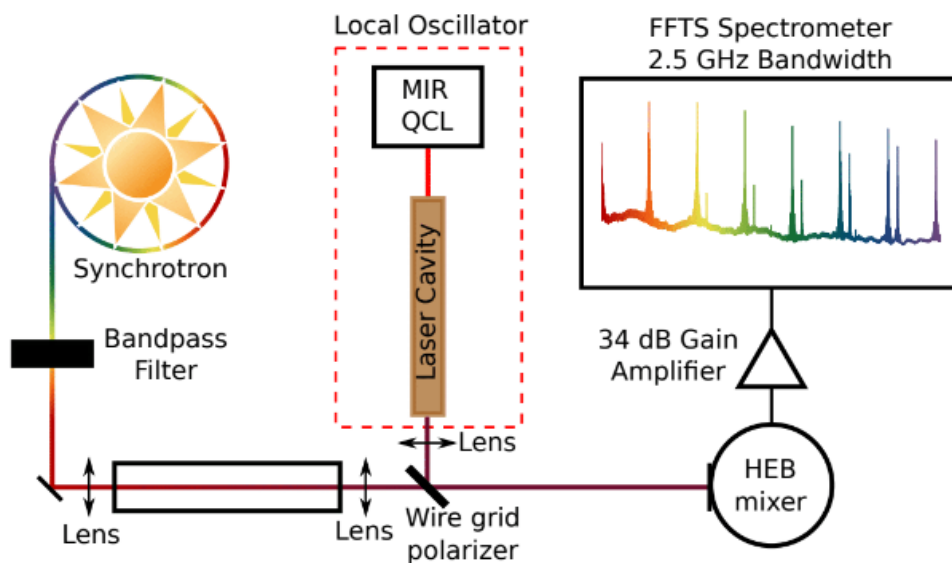 Local Oscillator
FFTS Spectrometer
2.5 GHz Bandwidth
MIR
QCL
Synchrotron
Laser Cavity
Bandpass
Filter
34 dB Gain
Amplifier
Lens
HEB
mixer
Lens
Lens
Wire grid
polarizer